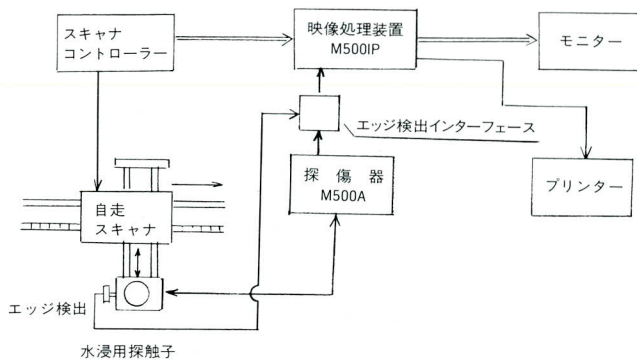 スキャナ
コントローラー
映像処理装置
M500IP
モニター
エッジ検出インターフェース
探傷器
M500A
プリンター
自走
スキャナ
エッジ検出
水浸用探触子